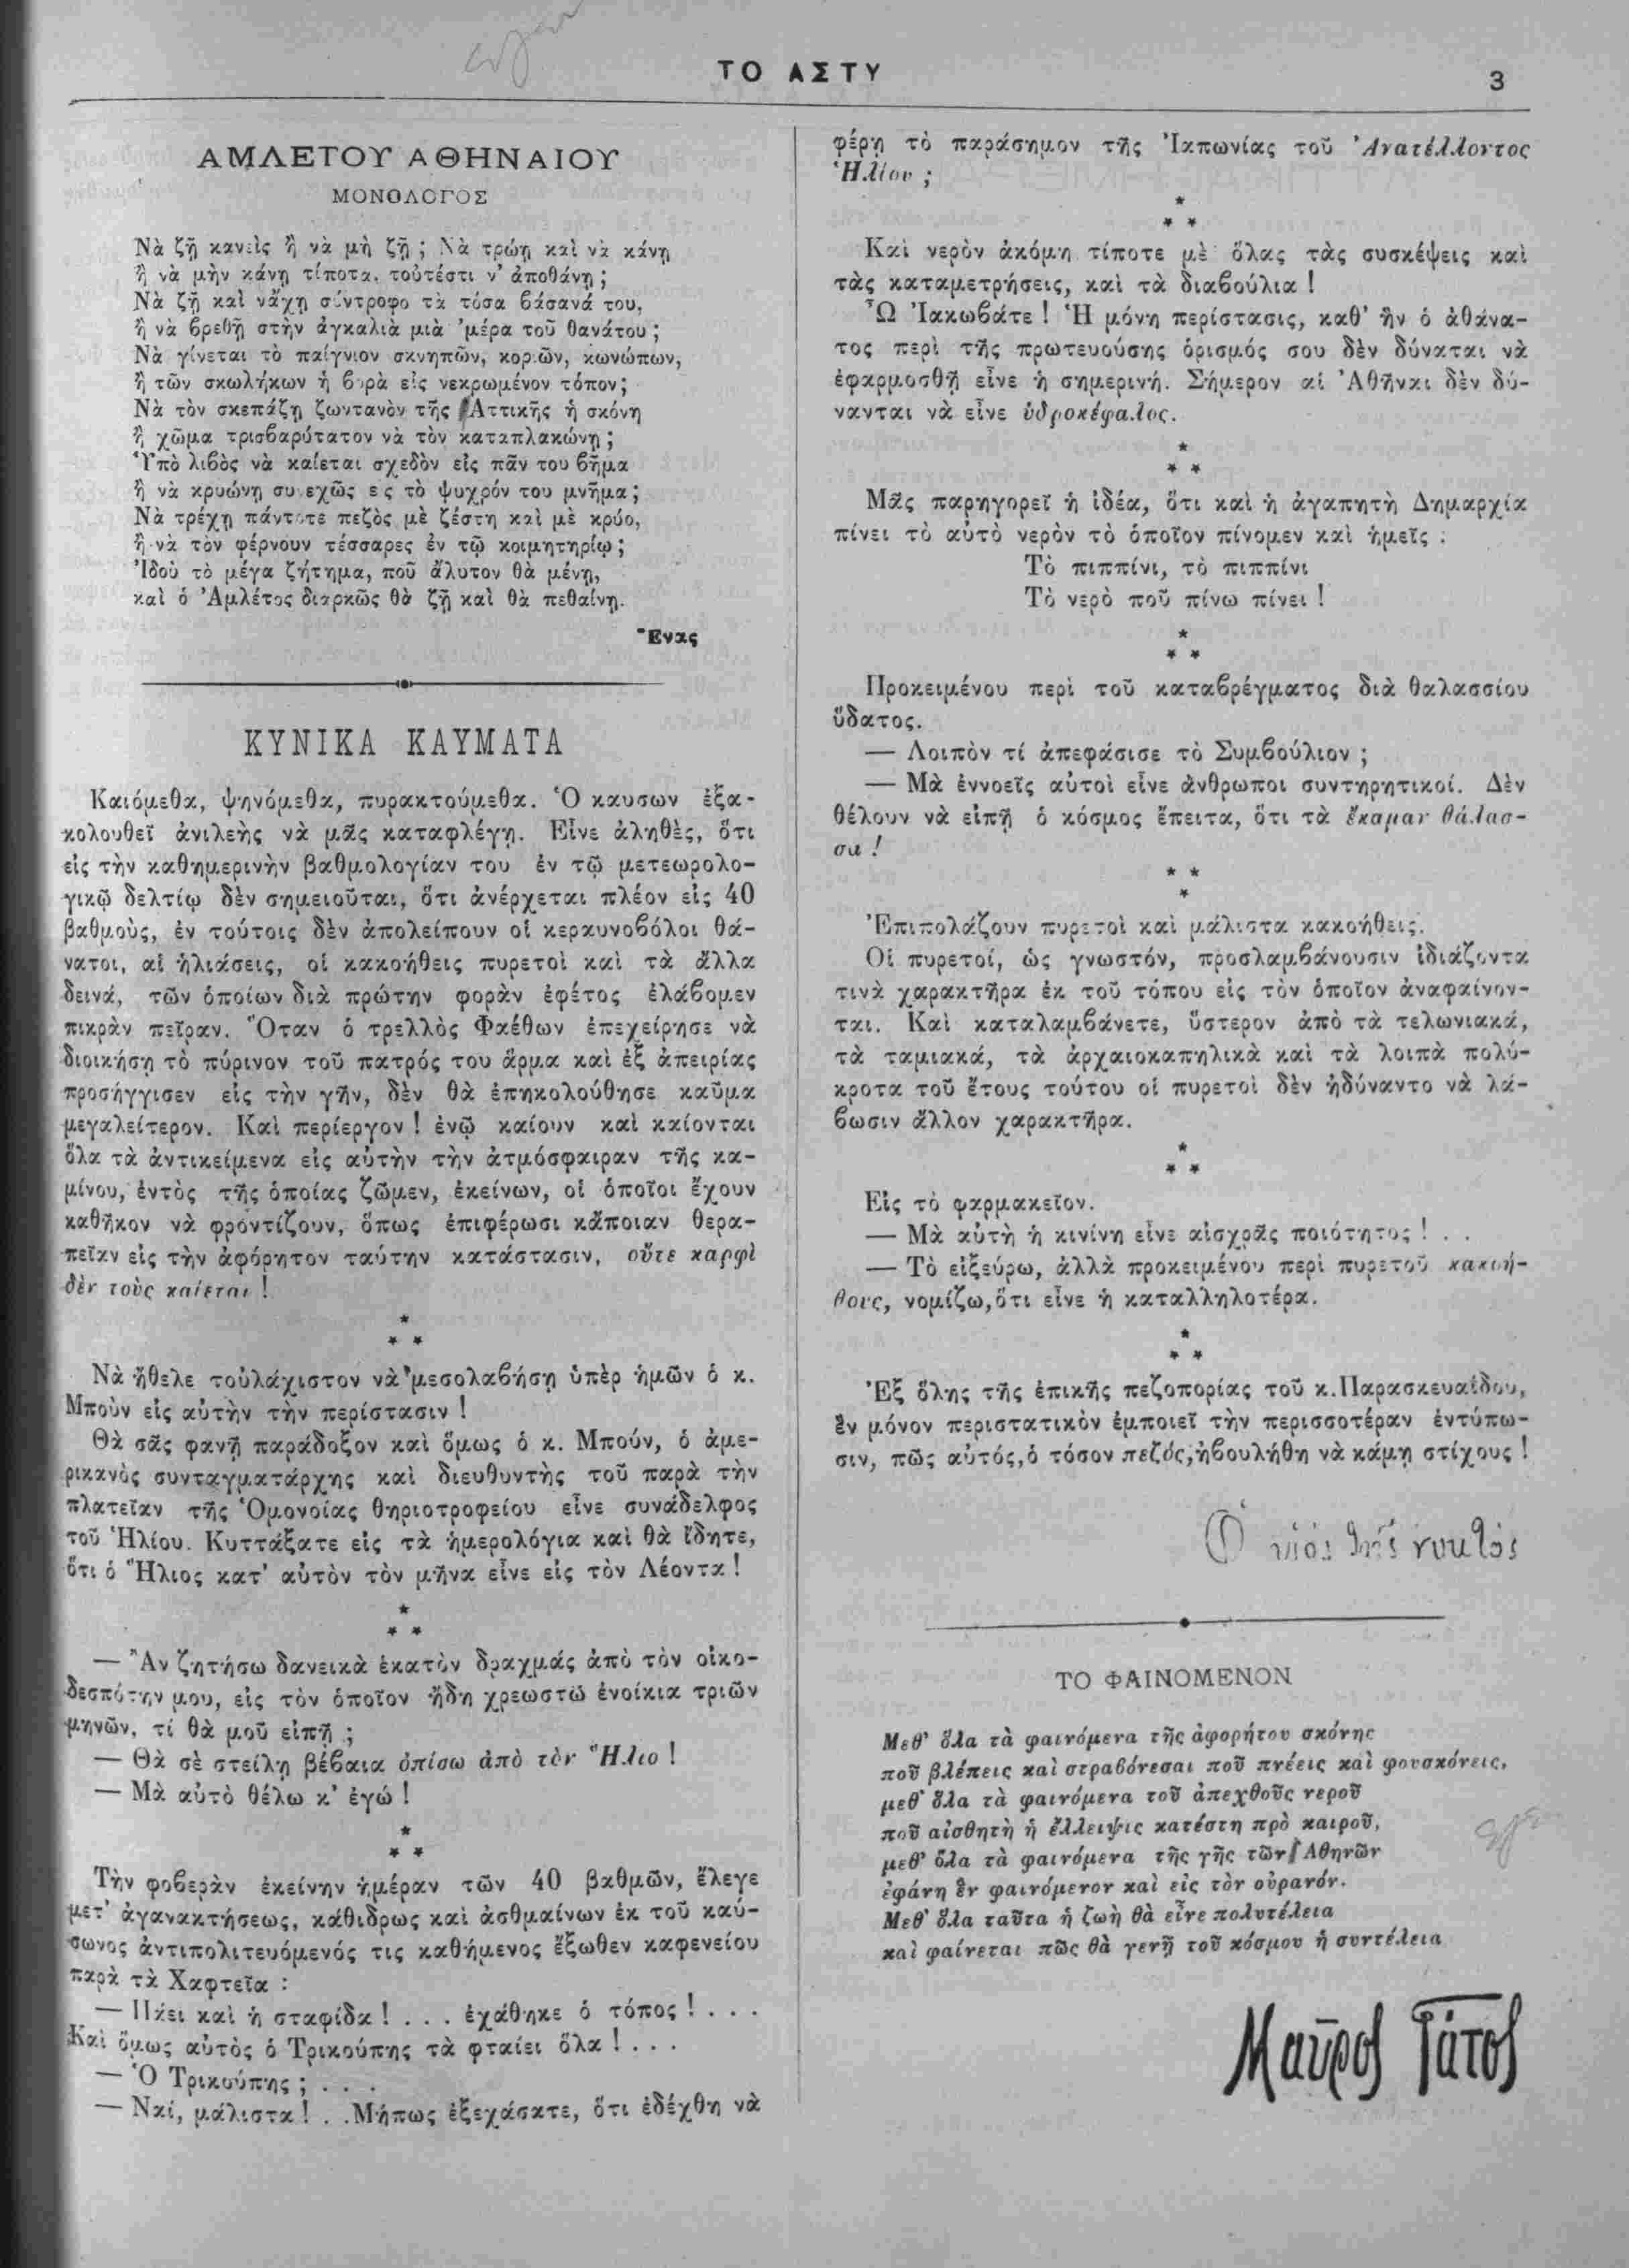 ΤΟ ΑΣΤΥ
3
ΑΜΛΕΤΟΥ ΑΘΗΝΑΙΟΥ
ΜΟΝΟΛΟΓΟΣ
Νὰ ζῇ κανεὶς ἢ νὰ μὴ ζῇ ; Νὰ τρώῃ καὶ νὰ κάνῃ
ἢ νὰ μὴν κάνῃ τίποτα, τοὐτέστι ν' ἀποθάνῃ ;
Νὰ ζῇ καὶ νἄχῃ σύντροφο τὰ τόσα βάσανά του,
ἢ νὰ βρεθῇ στὴν ἀγκαλιὰ μιὰ 'μέρα τοῦ θανάτου ;
Νὰ γίνεται τὸ παίγνιον σκνηπῶν, κοριῶν, κωνώπων,
ἢ τῶν σκωλήκων ἡ βορὰ εἰς νεκρωμένον τόπον ;
Νὰ τὸν σκεπάζῃ ζωντανὸν τῆς Ἀττικῆς ἡ σκόνη
ἢ χῶμα τρισβαρύτατον νὰ τὸν καταπλακώνῃ ;
Ὑπὸ λιβὸς νὰ καίεται σχεδὸν εἰς πᾶν του βῆμα
ἢ νὰ κρυώνῃ συνεχῶς εἰς τὸ ψυχρόν του μνῆμα ;
Νὰ τρέχῃ πάντοτε πεζὸς μὲ ζέστη καὶ μὲ κρύο,
ἢ νὰ τὸν φέρνουν τέσσαρες ἐν τῷ κοιμητηρίῳ ;
Ἰδοὺ τὸ μέγα ζήτημα, ποῦ ἄλυτον θὰ μένῃ,
καὶ ὁ Ἀμλέτος διαρκῶς θὰ ζῇ καὶ θὰ πεθαίνῃ.
Ἕνας
ΚΥΝΙΚΑ ΚΑΥΜΑΤΑ
Καιόμεθα, ψηνόμεθα, πυρακτούμεθα. Ὁ καυσων ἐξα-
κολουθεῖ ἀνιλεὴς νὰ μᾶς καταφλέγῃ. Εἶνε ἀληθὲς, ὅτι
εἰς τὴν καθημερινὴν βαθμολογίαν του ἐν τῷ μετεωρολο-
γικῷ δελτίῳ δὲν σημειοῦται, ὅτι ἀνέρχεται πλέον εἰς 40
βαθμοὺς, ἐν τούτοις δὲν ἀπολείπουν οἱ κεραυνοβόλοι θά-
νατοι, αἱ ἡλιάσεις, οἱ κακοήθεις πυρετοὶ καὶ τὰ ἄλλα
δεινά, τῶν ὁποίων διὰ πρώτην φορὰν ἐφέτος ἐλάβομεν
πικρὰν πεῖραν. Ὅταν ὁ τρελλὸς Φαέθων ἐπεχείρησε νὰ
διοικήσῃ τὸ πύρινον τοῦ πατρός του ἅρμα καὶ ἐξ ἀπειρίας
προσήγγισεν εἰς τὴν γῆν, δὲν θὰ ἐπηκολούθησε καῦμα
μεγαλείτερον. Καὶ περίεργον ! ἐνῷ καίουν καὶ καίονται
ὅλα τὰ ἀντικείμενα εἰς αὐτὴν τὴν ἀτμόσφαιραν τῆς κα-
μίνου, ἐντὸς τῆς ὁποίας ζῶμεν, ἐκείνων, οἱ ὁποῖοι ἔχουν
καθῆκον νὰ φροντίζουν, ὅπως ἐπιφέρωσι κἄποιαν θερα-
πεῖαν εἰς τὴν ἀφόρητον ταύτην κατάστασιν, οὔτε καρφὶ
δὲν τοὺς καίεται !
*
* *
Νὰ ἤθελε τοὐλάχιστον νὰ μεσολαβήσῃ ὑπὲρ ἡμῶν ὁ κ.
Μποὺν εἰς αὐτὴν τὴν περίστασιν !
Θὰ σᾶς φανῇ παράδοξον καὶ ὅμως ὁ κ. Μπούν, ὁ ἀμε-
ρικανὸς συνταγματάρχης καὶ διευθυντὴς τοῦ παρὰ τὴν
πλατεῖαν τῆς Ὁμονοίας θηριοτροφείου εἶνε συνάδελφος
τοῦ Ἡλίου. Κυττάξατε εἰς τὰ ἡμερολόγια καὶ θὰ ἴδητε,
ὅτι ὁ Ἥλιος κατ' αὐτὸν τὸν μῆνα εἶνε εἰς τὸν Λέοντα !
*
* *
— Ἂν ζητήσω δανεικὰ ἑκατὸν δραχμάς ἀπὸ τὸν οἰκο-
δεσπότην μου, εἰς τὸν ὁποῖον ἤδη χρεωστῶ ἐνοίκια τριῶν
μηνῶν, τί θὰ μοῦ εἰπῇ ;
— Θὰ σὲ στείλῃ βέβαια ὀπίσω ἀπὸ τὸν Ἥλιο !
— Μὰ αὐτὸ θέλω κ' ἐγώ !
*
* *
Τὴν φοβερὰν ἐκείνην ἡμέραν τῶν 40 βαθμῶν, ἔλεγε
μετ' ἀγανακτήσεως, κάθιδρως καὶ ἀσθμαίνων ἐκ τοῦ καύ-
σωνος ἀντιπολιτευόμενός τις καθήμενος ἔξωθεν καφενείου
παρὰ τὰ Χαφτεῖα :
— Πάει καὶ ἡ σταφίδα ! . . . ἐχάθηκε ὁ τόπος ! . . .
Καὶ ὅμως αὐτὸς ὁ Τρικούπης τὰ φταίει ὅλα ! . . .
— Ὁ Τρικούπης ; . . .
— Ναί, μάλιστα ! . . Μήπως ἐξεχάσατε, ὅτι ἐδέχθη νὰ
φέρῃ τὸ παράσημον τῆς Ἰαπωνίας τοῦ Ἀνατέλλοντος
Ἡλίου ;
*
* *
Καὶ νερὸν ἀκόμη τίποτε μὲ ὅλας τὰς συσκέψεις καὶ
τὰς καταμετρήσεις, καὶ τὰ διαβούλια !
Ὦ Ἰακωβάτε ! Ἡ μόνη περίστασις, καθ' ἣν ὁ ἀθάνα-
τος περὶ τῆς πρωτευούσης ὁρισμός σου δὲν δύναται νὰ
ἐφαρμοσθῇ εἶνε ἡ σημερινή. Σήμερον αἱ Ἀθῆναι δὲν δύ-
νανται νὰ εἶνε ὑδροκέφαλος.
*
* *
Μᾶς παρηγορεῖ ἡ ἰδέα, ὅτι καὶ ἡ ἀγαπητὴ Δημαρχία
πίνει τὸ αὐτὸ νερὸν τὸ ὁποῖον πίνομεν καὶ ἡμεῖς :
Τὸ πιππίνι, τὸ πιππίνι
Τὸ νερὸ ποῦ πίνω πίνει !
*
* *
Προκειμένου περὶ τοῦ καταβρέγματος διὰ θαλασσίου
ὕδατος.
— Λοιπὸν τί ἀπεφάσισε τὸ Συμβούλιον ;
— Μὰ ἐννοεῖς αὐτοὶ εἶνε ἄνθρωποι συντηρητικοί. Δὲν
θέλουν νὰ εἰπῇ ὁ κόσμος ἔπειτα, ὅτι τὰ ἔκαμαν θάλασ-
σα !
* *
*
Ἐπιπολάζουν πυρετοὶ καὶ μάλιστα κακοήθεις.
Οἱ πυρετοί, ὡς γνωστόν, προσλαμβάνουσιν ἰδιάζοντα
τινὰ χαρακτῆρα ἐκ τοῦ τόπου εἰς τὸν ὁποῖον ἀναφαίνον-
ται. Καὶ καταλαμβάνετε, ὕστερον ἀπὸ τὰ τελωνιακά,
τὰ ταμιακά, τὰ ἀρχαιοκαπηλικὰ καὶ τὰ λοιπὰ πολύ-
κροτα τοῦ ἔτους τούτου οἱ πυρετοὶ δὲν ἠδύναντο νὰ λά-
βωσιν ἄλλον χαρακτῆρα.
*
* *
Εἰς τὸ φαρμακεῖον.
— Μὰ αὐτὴ ἡ κινίνη εἶνε αἰσχρᾶς ποιότητος ! . .
— Τὸ εἰξεύρω, ἀλλὰ προκειμένου περὶ πυρετοῦ κακοή-
θους, νομίζω, ὅτι εἶνε ἡ καταλληλοτέρα.
*
* *
Ἐξ ὅλης τῆς ἐπικῆς πεζοπορίας τοῦ κ. Παρασκευαΐδου,
ἓν μόνον περιστατικὸν ἐμποιεῖ τὴν περισσοτέραν ἐντύπω-
σιν, πῶς αὐτός, ὁ τόσον πεζός, ἠβουλήθη νὰ κάμῃ στίχους !
Ὁ υἱὸς τῆς νυκτός
ΤΟ ΦΑΙΝΟΜΕΝΟΝ
Μεθ' ὅλα τὰ φαινόμενα τῆς ἀφορήτου σκόνης
ποῦ βλέπεις καὶ στραβόνεσαι ποῦ πνέεις καὶ φουσκόνεις,
μεθ' ὅλα τὰ φαινόμενα τοῦ ἀπεχθοῦς νεροῦ
ποῦ αἰσθητὴ ἡ ἔλλειψις κατέστη πρὸ καιροῦ,
μεθ' ὅλα τὰ φαινόμενα τῆς γῆς τῶν Ἀθηνῶν
ἐφάνη ἓν φαινόμενον καὶ εἰς τὸν οὐρανόν.
Μεθ' ὅλα ταῦτα ἡ ζωὴ θὰ εἶνε πολυτέλεια
καὶ φαίνεται πῶς θὰ γενῇ τοῦ κόσμου ἡ συντέλεια
Μαῦρος Γάτος